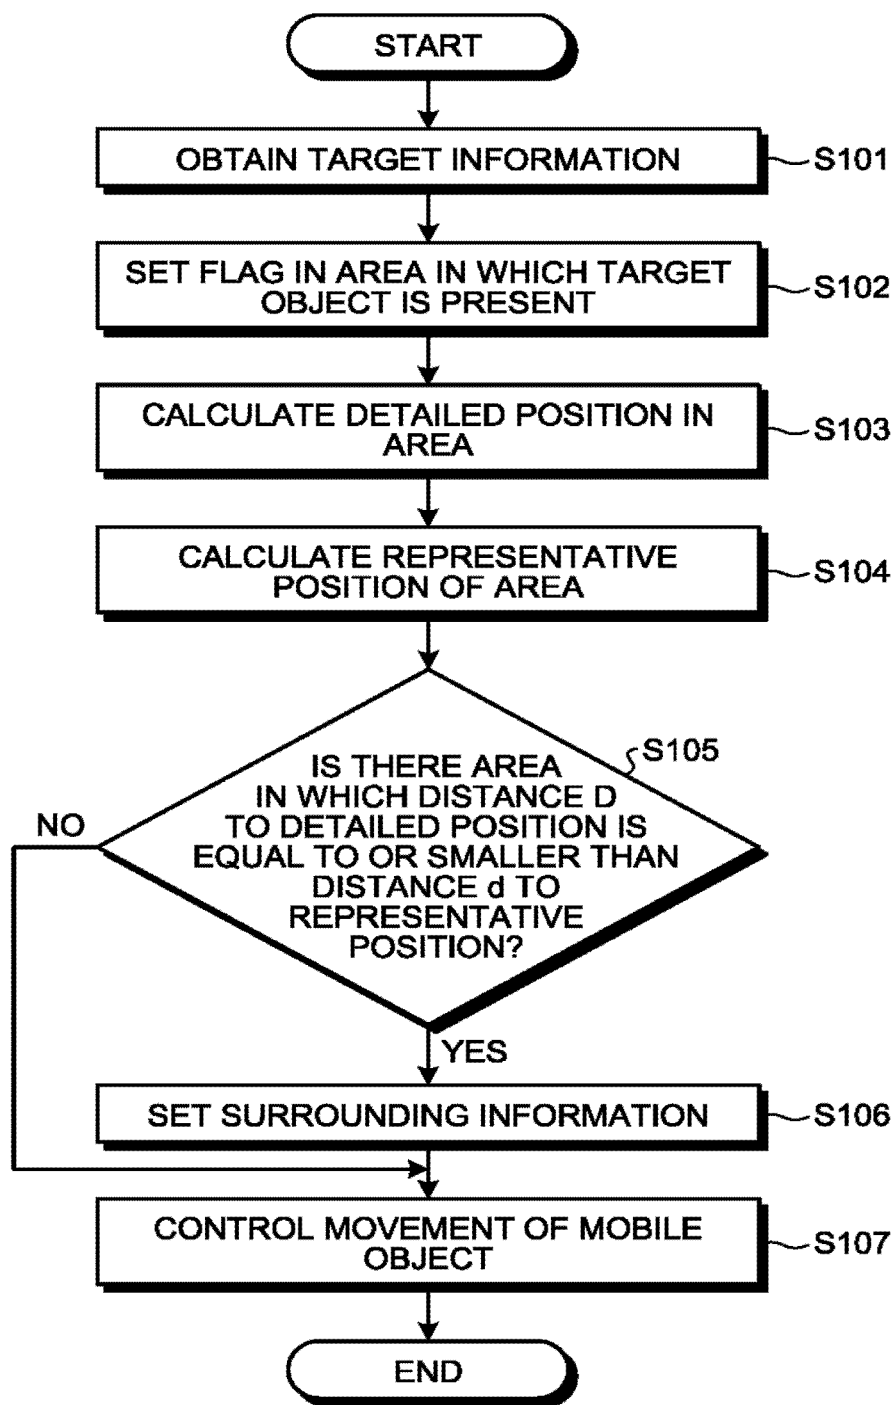 START
OBTAIN TARGET INFORMATION
S101
SET FLAG IN AREA IN WHICH TARGET
OBJECT IS PRESENT
S102
CALCULATE DETAILED POSITION IN
AREA
S103
CALCULATE REPRESENTATIVE
POSITION OF AREA
S104
S105
IS THERE AREA
IN WHICH DISTANCE D
TO DETAILED POSITION IS
EQUAL TO OR SMALLER THAN
DISTANCE d TO
REPRESENTATIVE
POSITION?
NO
YES
SET SURROUNDING INFORMATION
S106
CONTROL MOVEMENT OF MOBILE
OBJECT
S107
END